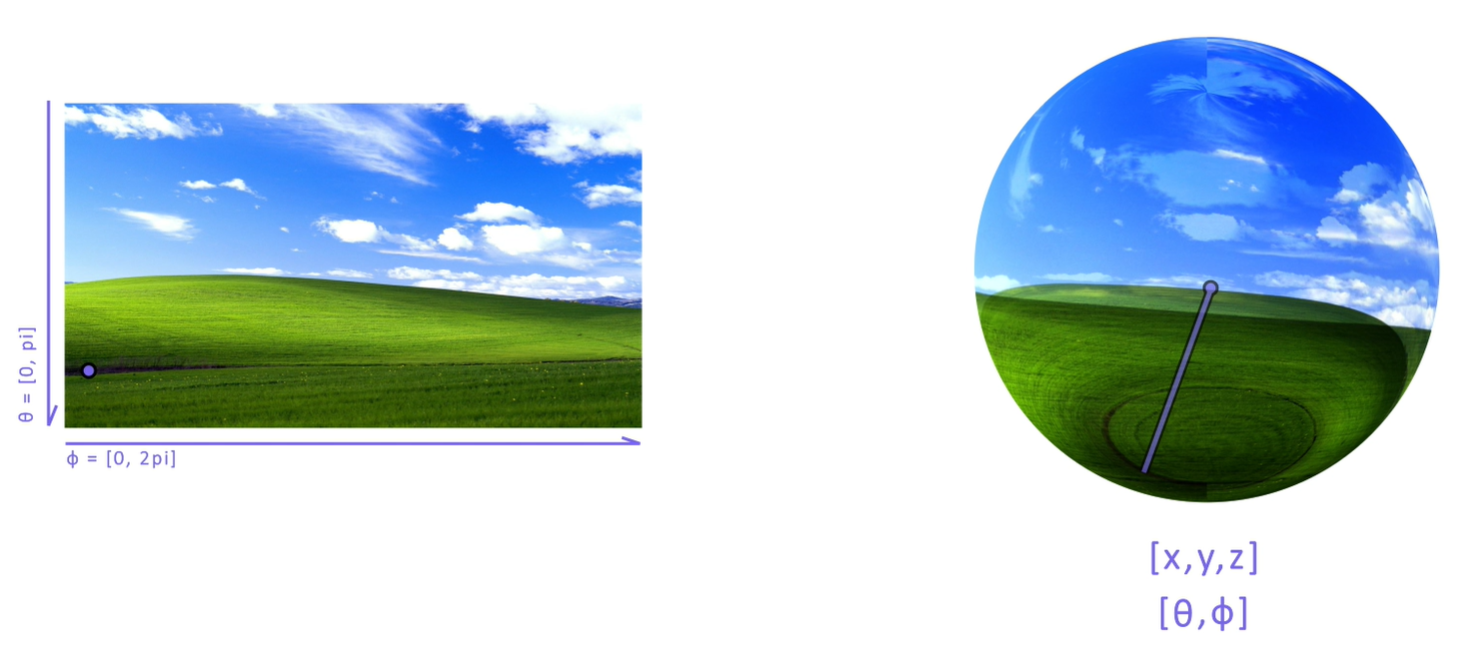 θ = [0, pi]
ϕ = [0, 2pi]
[x,y,z]
[θ,ϕ]